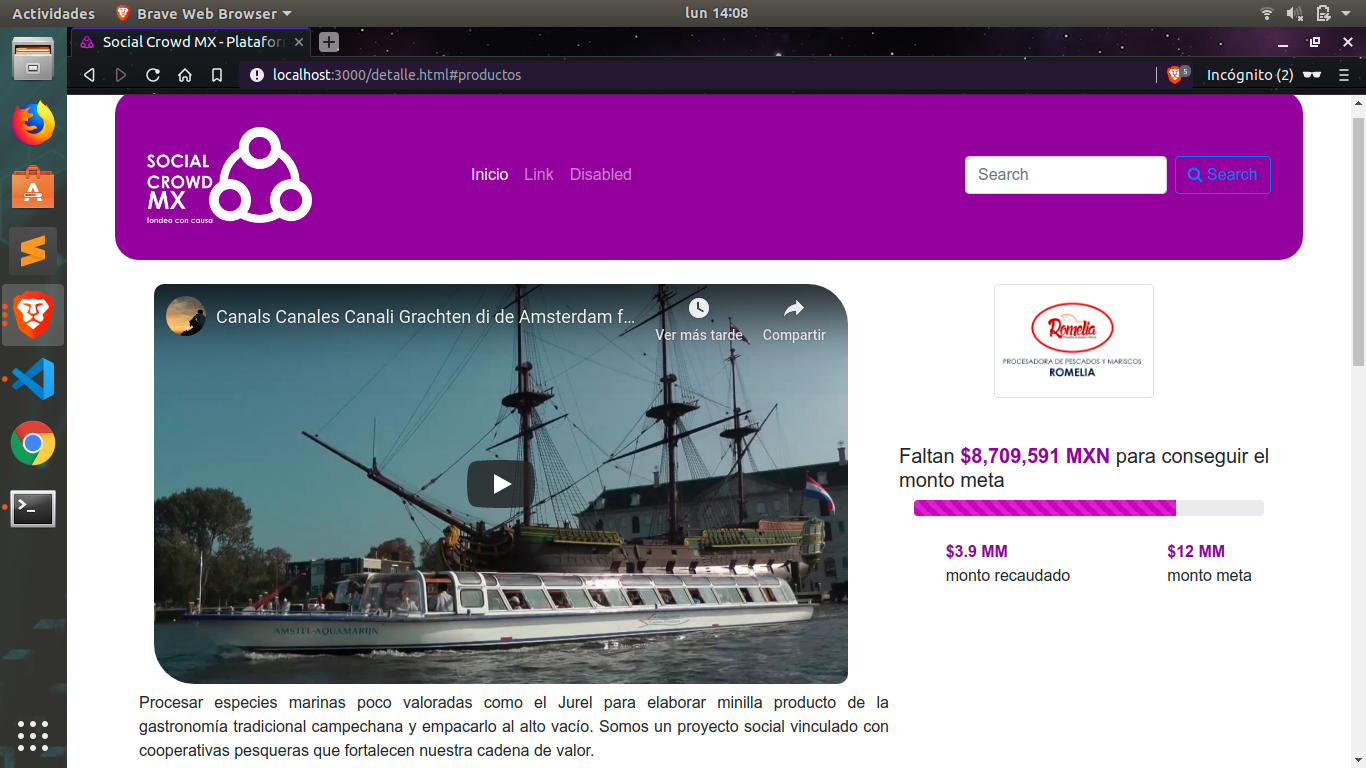 Actividades
Brave Web Browser
lun 14:08
Social Crowd MX - Platafor
localhost:3000/detalle.html#productos
5
Incógnito (2)
SOCIAL
CROWD
MX
fondeo con causa
Inicio
Link
Disabled
Search
Search
Canals Canales Canali Grachten di de Amsterdam f...
Ver más tarde
Compartir
AMSTEL-AQUAMARIJN
Romelia
PROCESADORA DE PESCADOS Y MARISCOS
ROMELIA
Faltan $8,709,591 MXN para conseguir el
monto meta
$3.9 MM
monto recaudado
$12 MM
monto meta
Procesar especies marinas poco valoradas como el Jurel para elaborar minilla producto de la
gastronomía tradicional campechana y empacarlo al alto vacío. Somos un proyecto social vinculado con
cooperativas pesqueras que fortalecen nuestra cadena de valor.